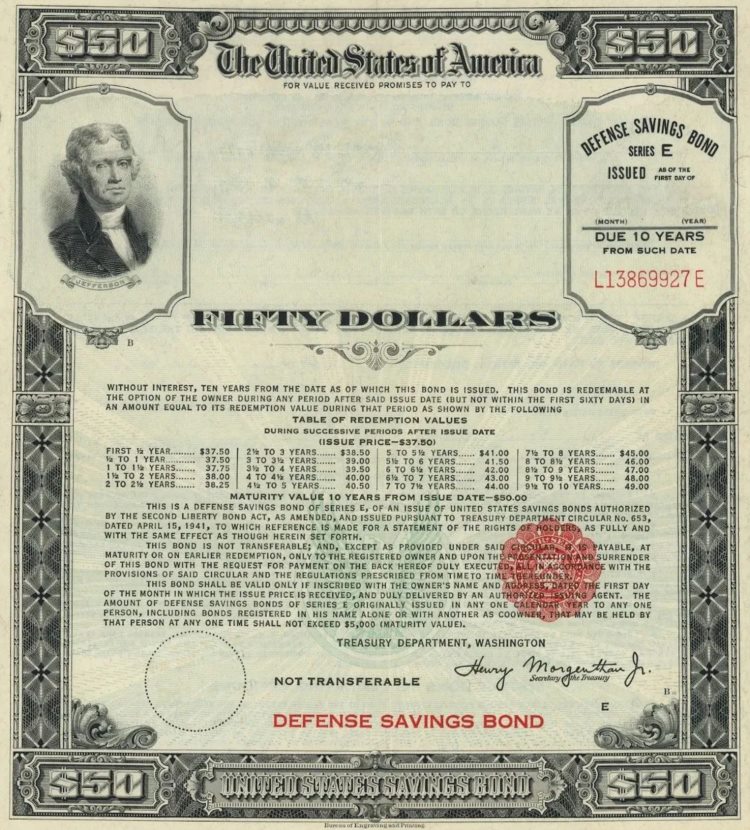 $50 $50
The United States of America
FOR VALUE RECEIVED PROMISES TO PAY TO
JEFFERSON
DEFENSE SAVINGS BOND
SERIES E
ISSUED AS OF THE
FIRST DAY OF
(MONTH) (YEAR)
DUE 10 YEARS
FROM SUCH DATE
L13869927E
FIFTY DOLLARS
B
WITHOUT INTEREST, TEN YEARS FROM THE DATE AS OF WHICH THIS BOND IS ISSUED. THIS BOND IS REDEEMABLE AT
THE OPTION OF THE OWNER DURING ANY PERIOD AFTER SAID ISSUE DATE (BUT NOT WITHIN THE FIRST SIXTY DAYS) IN
AN AMOUNT EQUAL TO ITS REDEMPTION VALUE DURING THAT PERIOD AS SHOWN BY THE FOLLOWING
TABLE OF REDEMPTION VALUES
DURING SUCCESSIVE PERIODS AFTER ISSUE DATE
(ISSUE PRICE—$37.50)
FIRST ½ YEAR........ $37.50 2½ TO 3 YEARS...... $38.50 5 TO 5½ YEARS...... $41.00 7½ TO 8 YEARS...... $45.00
½ TO 1 YEAR........ 37.50 3 TO 3½ YEARS...... 39.00 5½ TO 6 YEARS...... 41.50 8 TO 8½ YEARS...... 46.00
1 TO 1½ YEARS...... 37.75 3½ TO 4 YEARS...... 39.50 6 TO 6½ YEARS...... 42.00 8½ TO 9 YEARS...... 47.00
1½ TO 2 YEARS...... 38.00 4 TO 4½ YEARS...... 40.00 6½ TO 7 YEARS...... 43.00 9 TO 9½ YEARS...... 48.00
2 TO 2½ YEARS...... 38.25 4½ TO 5 YEARS...... 40.50 7 TO 7½ YEARS...... 44.00 9½ TO 10 YEARS...... 49.00
MATURITY VALUE 10 YEARS FROM ISSUE DATE—$50.00
THIS IS A DEFENSE SAVINGS BOND OF SERIES E, OF AN ISSUE OF UNITED STATES SAVINGS BONDS AUTHORIZED
BY THE SECOND LIBERTY BOND ACT, AS AMENDED, AND ISSUED PURSUANT TO TREASURY DEPARTMENT CIRCULAR No. 653,
DATED APRIL 15, 1941, TO WHICH REFERENCE IS MADE FOR A STATEMENT OF THE RIGHTS OF HOLDERS, AS FULLY AND
WITH THE SAME EFFECT AS THOUGH HEREIN SET FORTH.
THIS BOND IS NOT TRANSFERABLE; AND, EXCEPT AS PROVIDED UNDER SAID CIRCULAR, IS PAYABLE, AT
MATURITY OR ON EARLIER REDEMPTION, ONLY TO THE REGISTERED OWNER AND UPON THE PRESENTATION AND SURRENDER
OF THIS BOND WITH THE REQUEST FOR PAYMENT ON THE BACK HEREOF DULY EXECUTED, ALL IN ACCORDANCE WITH THE
PROVISIONS OF SAID CIRCULAR AND THE REGULATIONS PRESCRIBED FROM TIME TO TIME THEREUNDER.
THIS BOND SHALL BE VALID ONLY IF INSCRIBED WITH THE OWNER'S NAME AND ADDRESS, DATED THE FIRST DAY
OF THE MONTH IN WHICH THE ISSUE PRICE IS RECEIVED, AND DULY DELIVERED BY AN AUTHORIZED ISSUING AGENT. THE
AMOUNT OF DEFENSE SAVINGS BONDS OF SERIES E ORIGINALLY ISSUED IN ANY ONE CALENDAR YEAR TO ANY ONE
PERSON, INCLUDING BONDS REGISTERED IN HIS NAME ALONE OR WITH ANOTHER AS COOWNER, THAT MAY BE HELD BY
THAT PERSON AT ANY ONE TIME SHALL NOT EXCEED $5,000 (MATURITY VALUE).
TREASURY DEPARTMENT, WASHINGTON
Henry Morgenthau Jr.
Secretary of the Treasury
NOT TRANSFERABLE
B
E
DEFENSE SAVINGS BOND
$50 UNITED STATES SAVINGS BOND $50
Bureau of Engraving and Printing